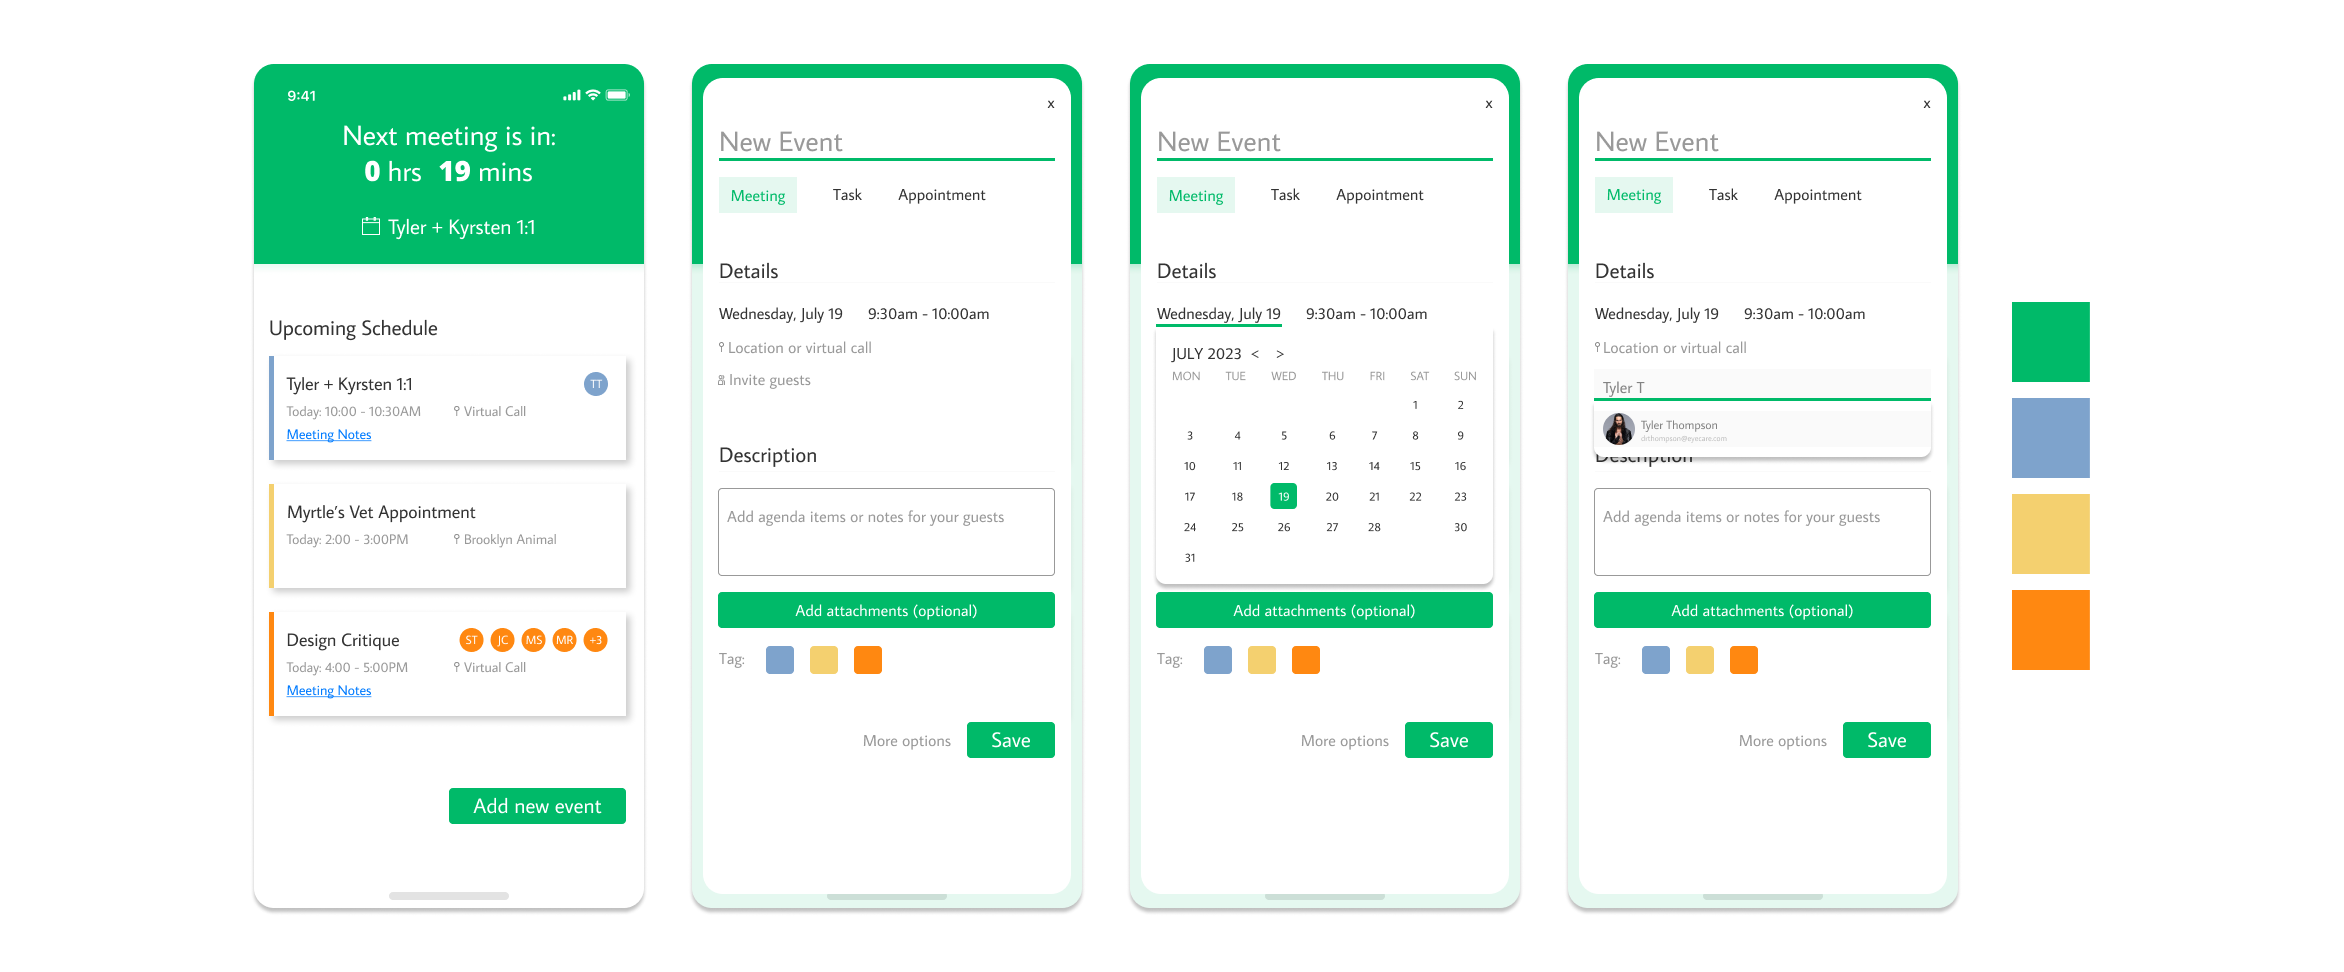 9:41
Next meeting is in:
0 hrs 19 mins
Tyler + Kyrsten 1:1
Upcoming Schedule
Tyler + Kyrsten 1:1 TT
Today: 10:00 - 10:30AM Virtual Call
Meeting Notes
Myrtle's Vet Appointment
Today: 2:00 - 3:00PM Brooklyn Animal
Design Critique ST JC MS MR +3
Today: 4:00 - 5:00PM Virtual Call
Meeting Notes
Add new event
x
New Event
Meeting Task Appointment
Details
Wednesday, July 19 9:30am - 10:00am
Location or virtual call
Invite guests
Description
Add agenda items or notes for your guests
Add attachments (optional)
Tag:
More options Save
x
New Event
Meeting Task Appointment
Details
Wednesday, July 19 9:30am - 10:00am
JULY 2023 < >
MON TUE WED THU FRI SAT SUN
1 2
3 4 5 6 7 8 9
10 11 12 13 14 15 16
17 18 19 20 21 22 23
24 25 26 27 28 30
31
Add attachments (optional)
Tag:
More options Save
x
New Event
Meeting Task Appointment
Details
Wednesday, July 19 9:30am - 10:00am
Location or virtual call
Tyler T
Tyler Thompson
drthompson@eyecare.com
Description
Add agenda items or notes for your guests
Add attachments (optional)
Tag:
More options Save